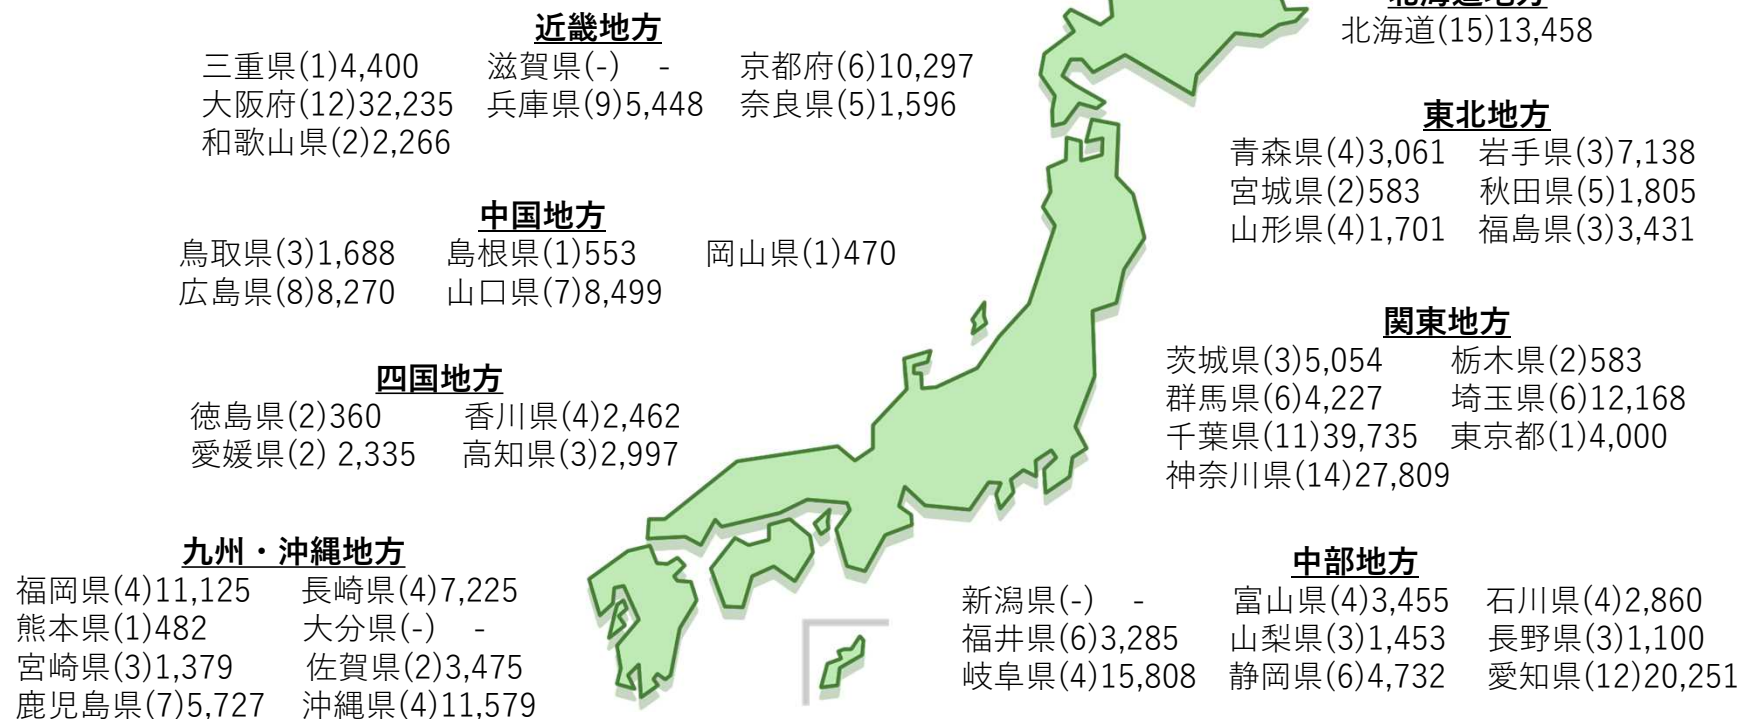 北海道地方
北海道(15)13,458
近畿地方
三重県(1)4,400 滋賀県(-) - 京都府(6)10,297
大阪府(12)32,235 兵庫県(9)5,448 奈良県(5)1,596
和歌山県(2)2,266
東北地方
青森県(4)3,061 岩手県(3)7,138
宮城県(2)583 秋田県(5)1,805
山形県(4)1,701 福島県(3)3,431
中国地方
鳥取県(3)1,688 島根県(1)553 岡山県(1)470
広島県(8)8,270 山口県(7)8,499
関東地方
茨城県(3)5,054 栃木県(2)583
群馬県(6)4,227 埼玉県(6)12,168
千葉県(11)39,735 東京都(1)4,000
神奈川県(14)27,809
四国地方
徳島県(2)360 香川県(4)2,462
愛媛県(2) 2,335 高知県(3)2,997
九州・沖縄地方
福岡県(4)11,125 長崎県(4)7,225
熊本県(1)482 大分県(-) -
宮崎県(3)1,379 佐賀県(2)3,475
鹿児島県(7)5,727 沖縄県(4)11,579
中部地方
新潟県(-) - 富山県(4)3,455 石川県(4)2,860
福井県(6)3,285 山梨県(3)1,453 長野県(3)1,100
岐阜県(4)15,808 静岡県(6)4,732 愛知県(12)20,251